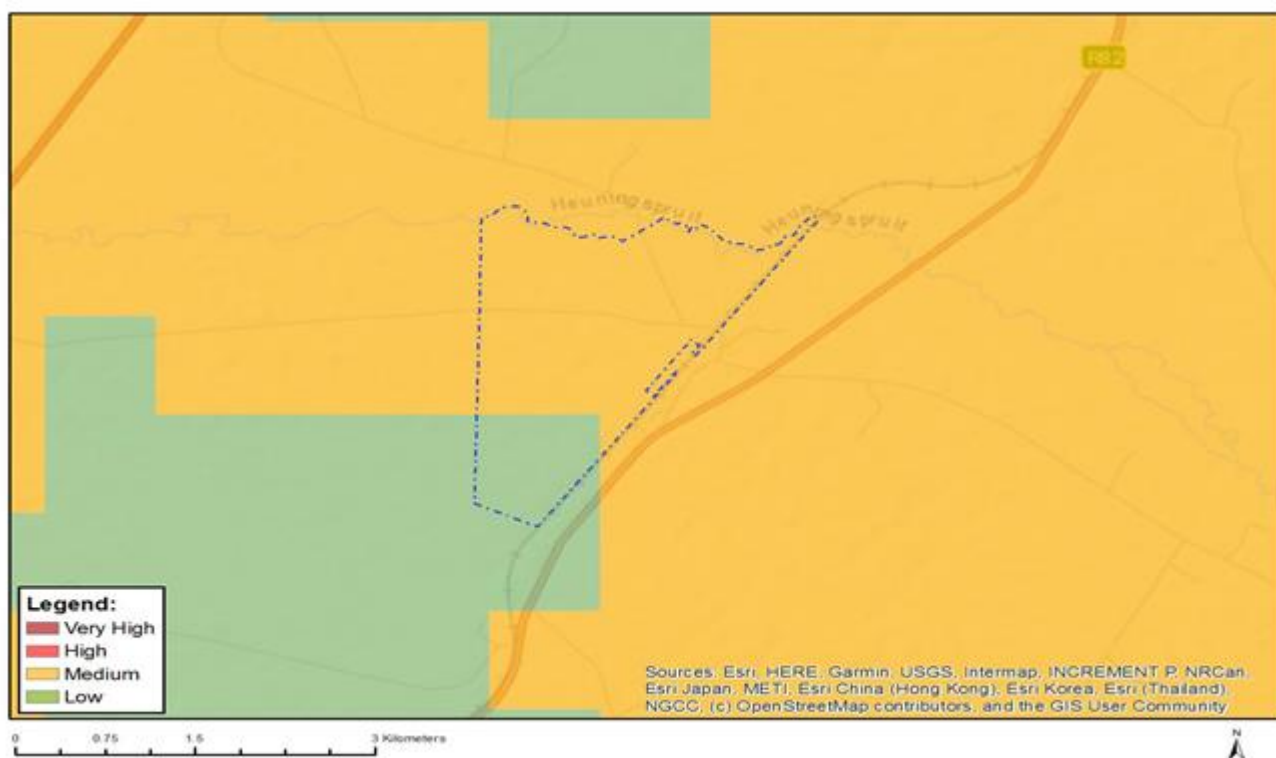 R82
Heuningspruit
Heuningspruit
Legend:
Very High
High
Medium
Low
Sources: Esri, HERE, Garmin, USGS, Intermap, INCREMENT P, NRCan,
Esri Japan, METI, Esri China (Hong Kong), Esri Korea, Esri (Thailand),
NGCC, (c) OpenStreetMap contributors, and the GIS User Community
0 0.75 1.5 3 Kilometers
N